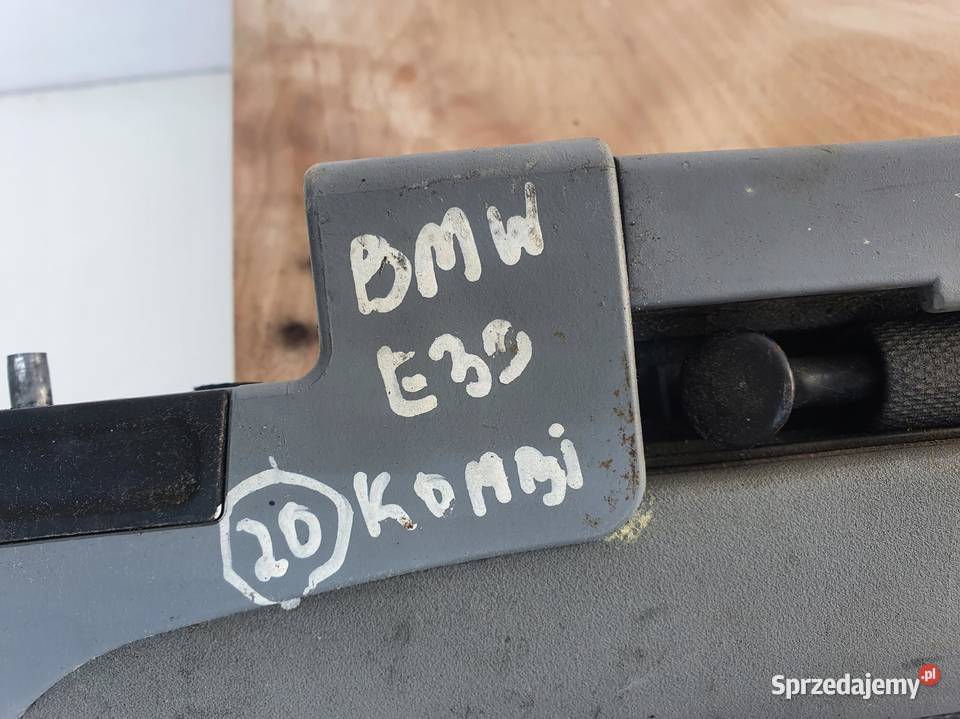 BMW
E39
20 KOMBi
Sprzedajemy.pl